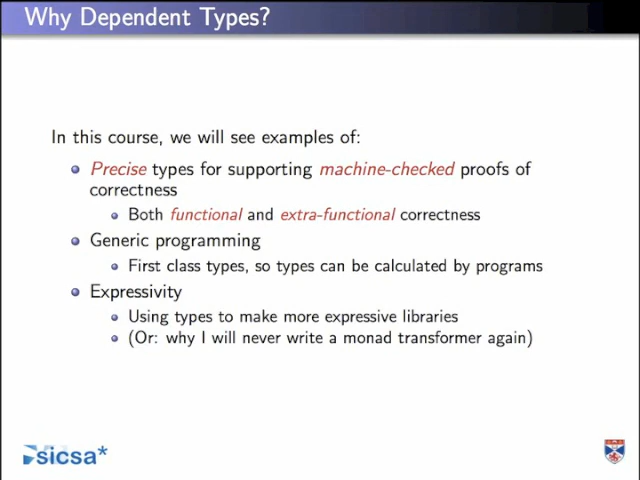 Why Dependent Types?
In this course, we will see examples of:
Precise types for supporting machine-checked proofs of
correctness
Both functional and extra-functional correctness
Generic programming
First class types, so types can be calculated by programs
Expressivity
Using types to make more expressive libraries
(Or: why I will never write a monad transformer again)
sicsa*